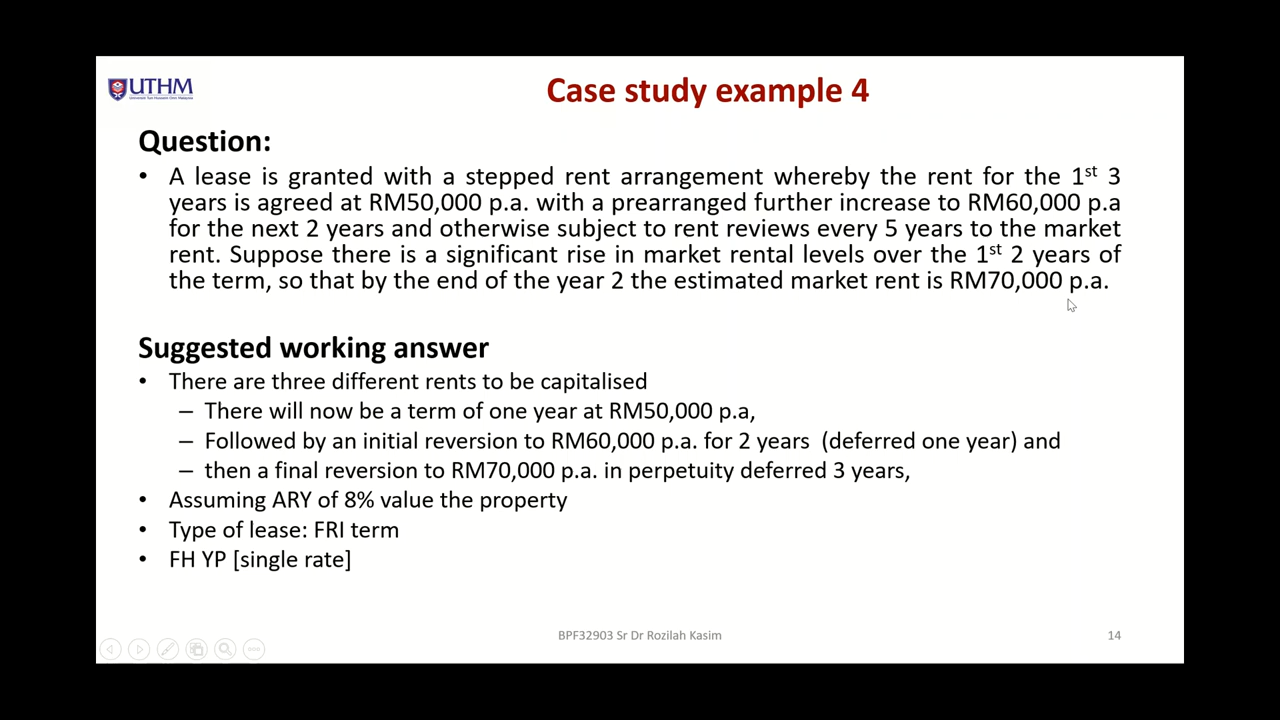 UTHM
Case study example 4
Question:
• A lease is granted with a stepped rent arrangement whereby the rent for the 1st 3
years is agreed at RM50,000 p.a. with a prearranged further increase to RM60,000 p.a
for the next 2 years and otherwise subject to rent reviews every 5 years to the market
rent. Suppose there is a significant rise in market rental levels over the 1st 2 years of
the term, so that by the end of the year 2 the estimated market rent is RM70,000 p.a.
Suggested working answer
• There are three different rents to be capitalised
– There will now be a term of one year at RM50,000 p.a,
– Followed by an initial reversion to RM60,000 p.a. for 2 years (deferred one year) and
– then a final reversion to RM70,000 p.a. in perpetuity deferred 3 years,
• Assuming ARY of 8% value the property
• Type of lease: FRI term
• FH YP [single rate]
BPF32903 Sr Dr Rozilah Kasim
14